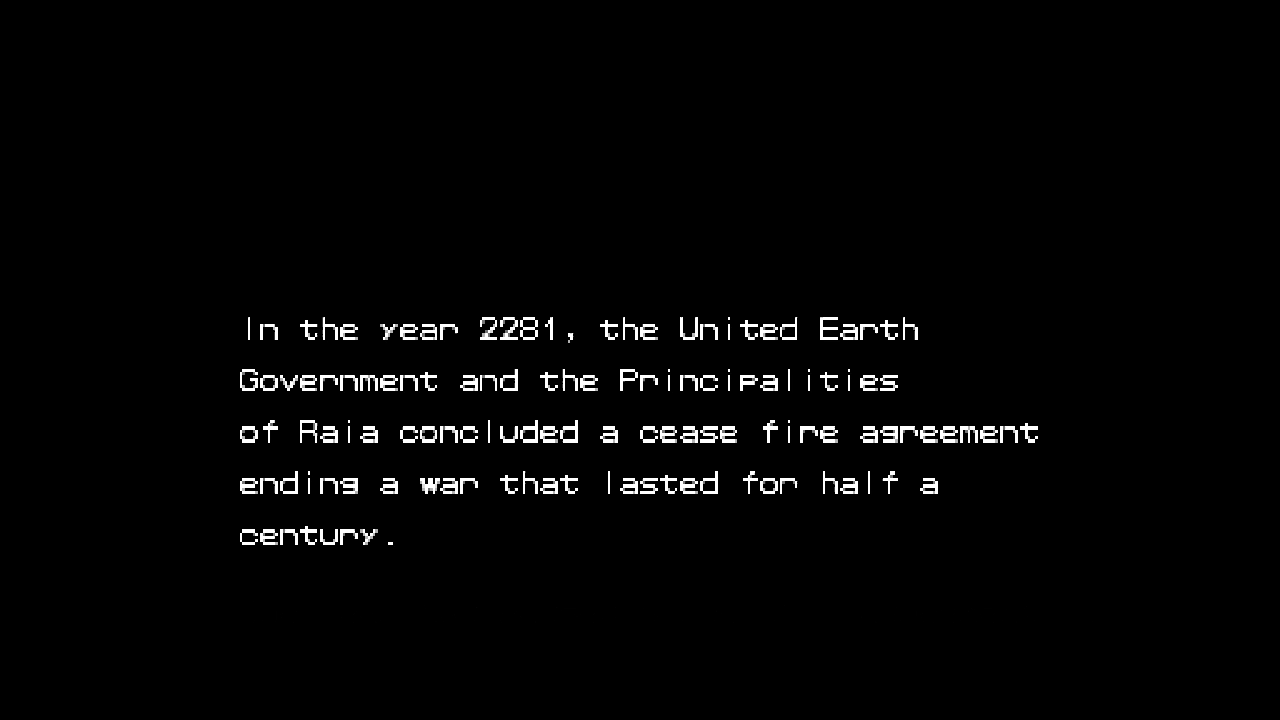 In the year 2281, the United Earth
Government and the Principalities
of Raia concluded a cease fire agreement
ending a war that lasted for half a
century.